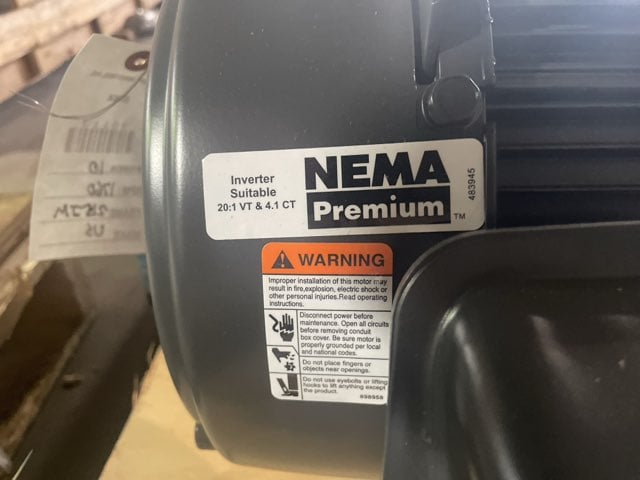 Inverter
Suitable
20:1 VT & 4.1 CT
NEMA
Premium
TM
483945
WARNING
Improper installation of this motor may
result in fire,explosion, electric shock or
other personal injuries.Read operating
instructions.
Disconnect power before
maintenance. Open all circuits
before removing conduit
box cover. Be sure motor is
properly grounded per local
and national codes.
Do not place fingers or
objects near openings.
Do not use eyebolts or lifting
hooks to lift anything except
the product.
10
1760